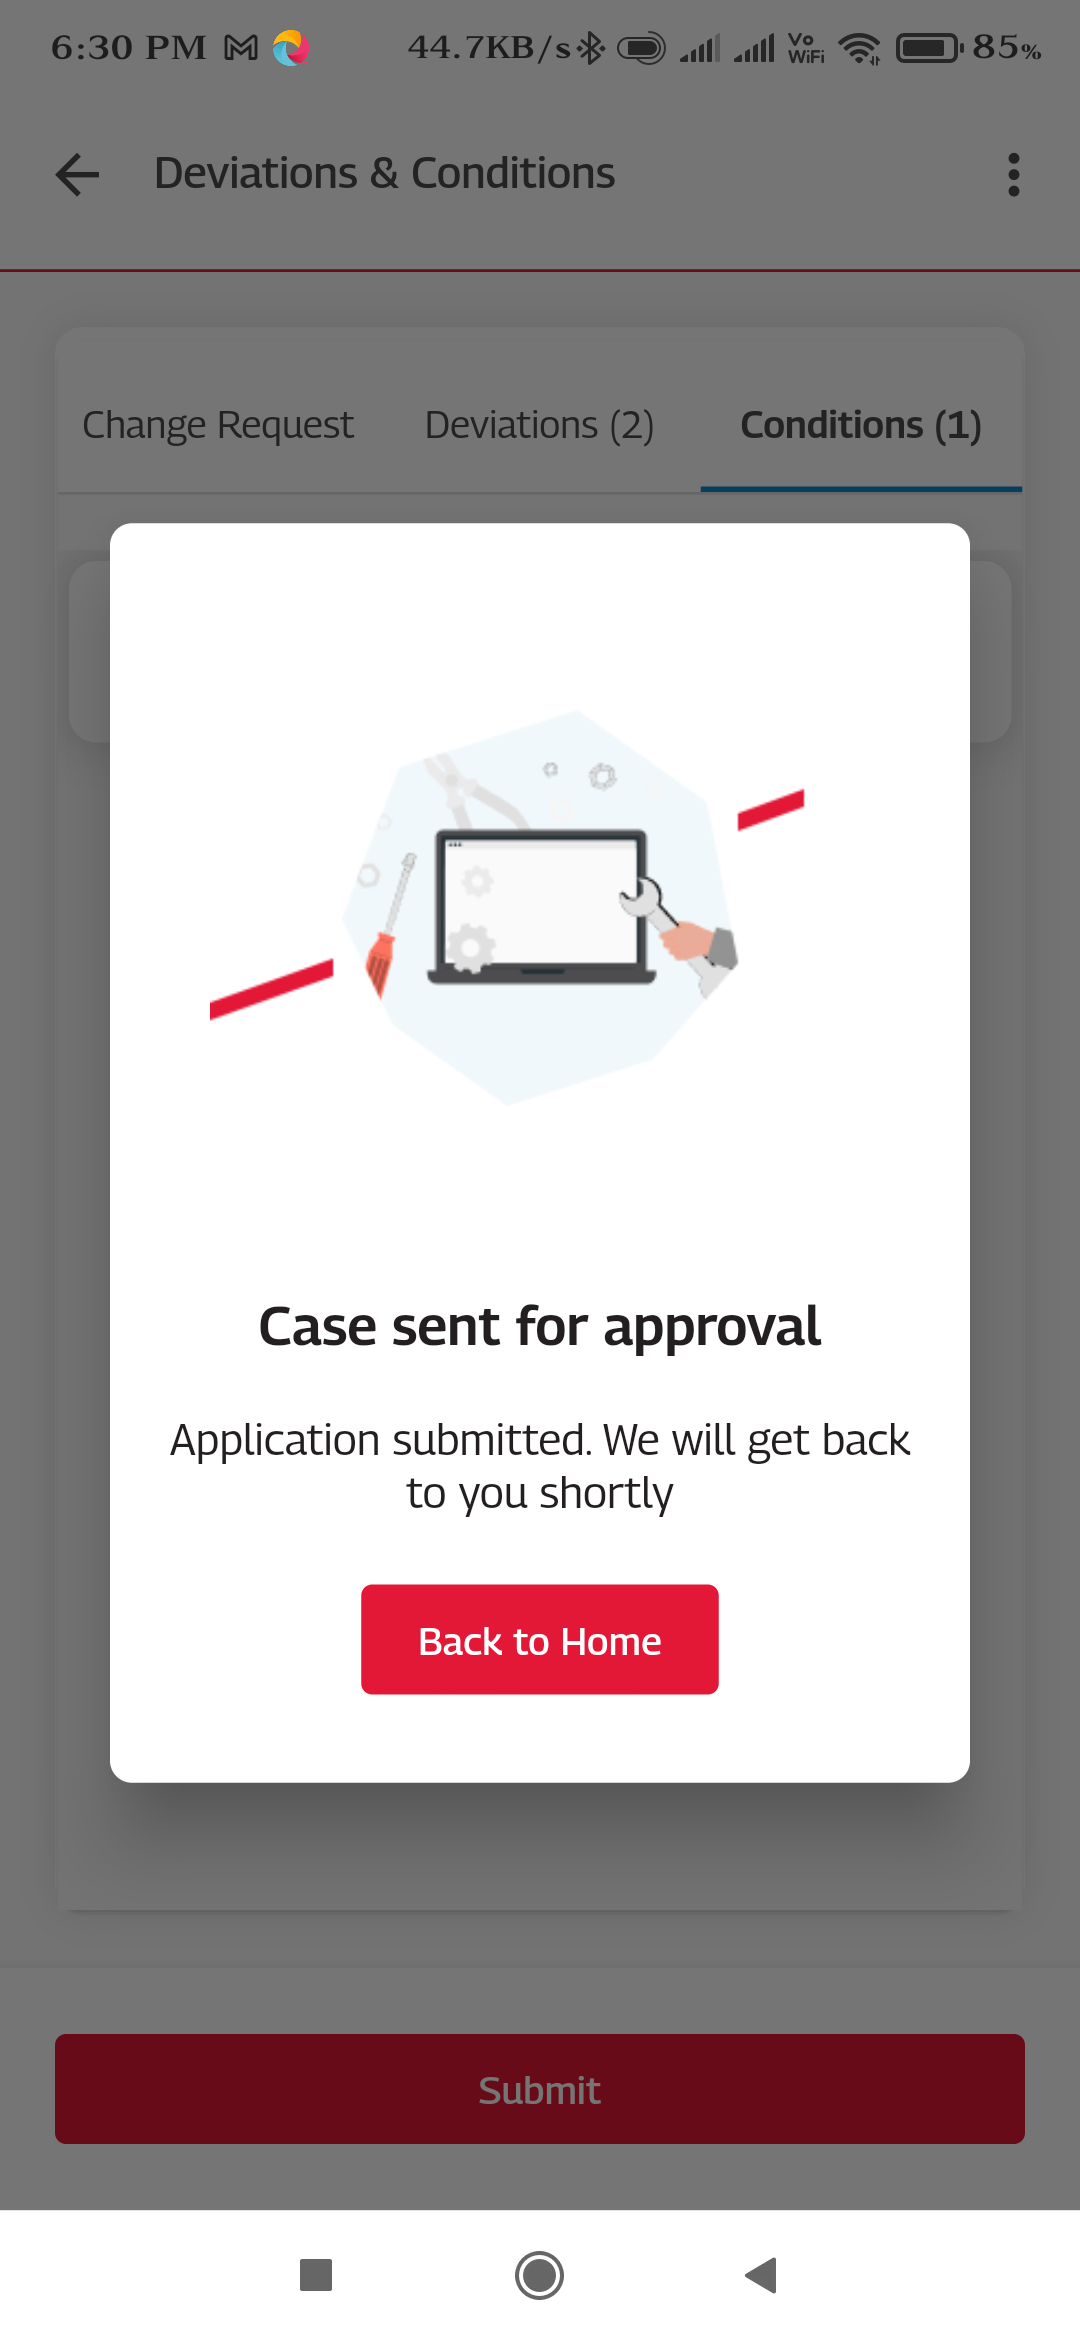 6:30 PM 44.7KB/s Vo WiFi 85%
Deviations & Conditions
Change Request Deviations (2) Conditions (1)
Case sent for approval
Application submitted. We will get back
to you shortly
Back to Home
Submit